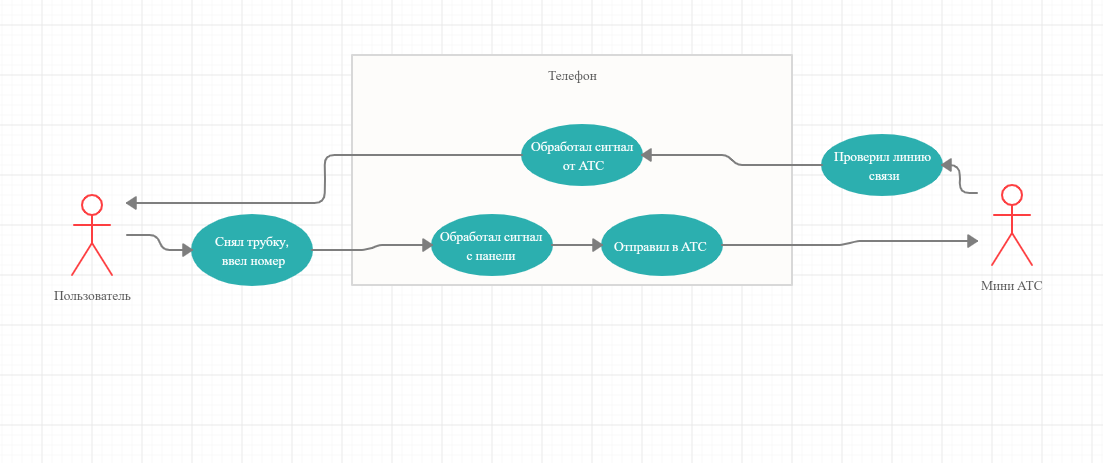 Телефон
Обработал сигнал
от АТС
Проверил линию
связи
Снял трубку,
ввел номер
Обработал сигнал
с панели
Отправил в АТС
Пользователь
Мини АТС